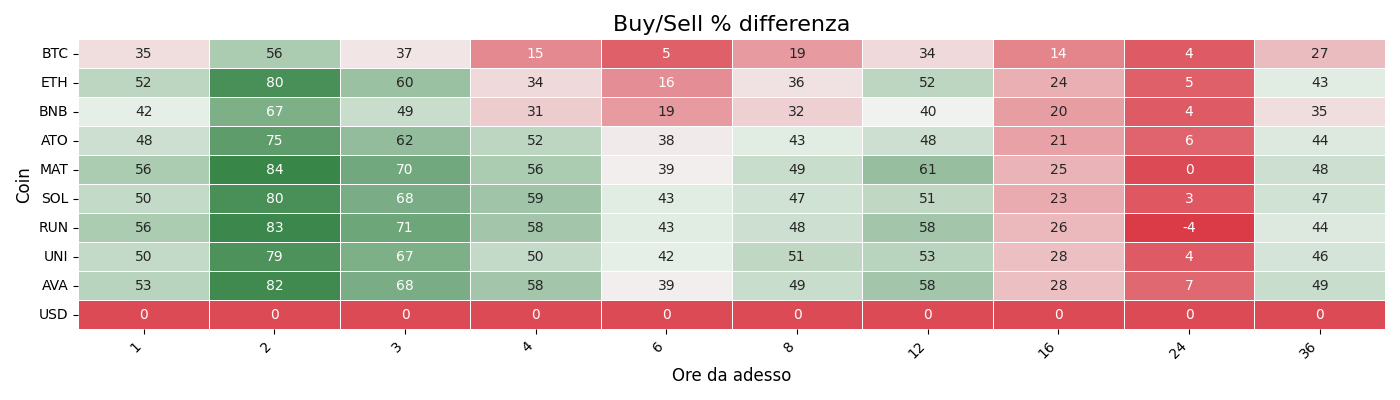 Buy/Sell % differenza
Coin
BTC 35 56 37 15 5 19 34 14 4 27
ETH 52 80 60 34 16 36 52 24 5 43
BNB 42 67 49 31 19 32 40 20 4 35
ATO 48 75 62 52 38 43 48 21 6 44
MAT 56 84 70 56 39 49 61 25 0 48
SOL 50 80 68 59 43 47 51 23 3 47
RUN 56 83 71 58 43 48 58 26 -4 44
UNI 50 79 67 50 42 51 53 28 4 46
AVA 53 82 68 58 39 49 58 28 7 49
USD 0 0 0 0 0 0 0 0 0 0
1 2 3 4 6 8 12 16 24 36
Ore da adesso